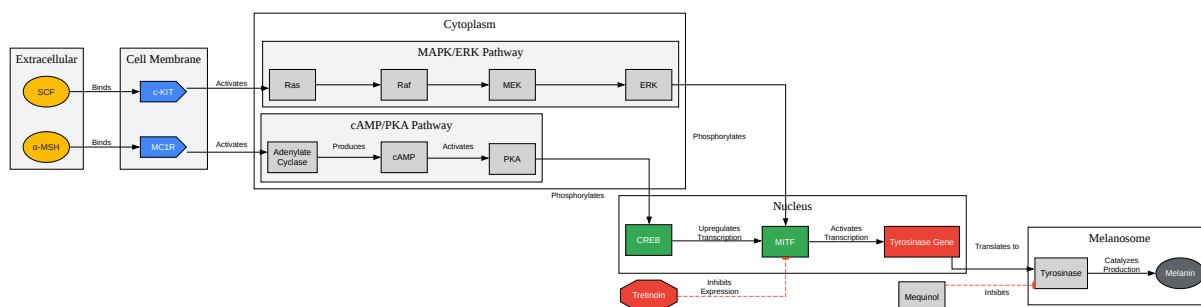 Cytoplasm
MAPK/ERK Pathway
Extracellular
Cell Membrane
SCF
Binds
c-KIT
Activates
Ras
Raf
MEK
ERK
cAMP/PKA Pathway
α-MSH
Binds
MC1R
Activates
Adenylate
Cyclase
Produces
cAMP
Activates
PKA
Phosphorylates
Phosphorylates
Nucleus
CREB
Upregulates
Transcription
MITF
Activates
Transcription
Tyrosinase Gene
Translates to
Melanosome
Tyrosinase
Catalyzes
Production
Melanin
Tretinoin
Inhibits
Expression
Mequinol
Inhibits